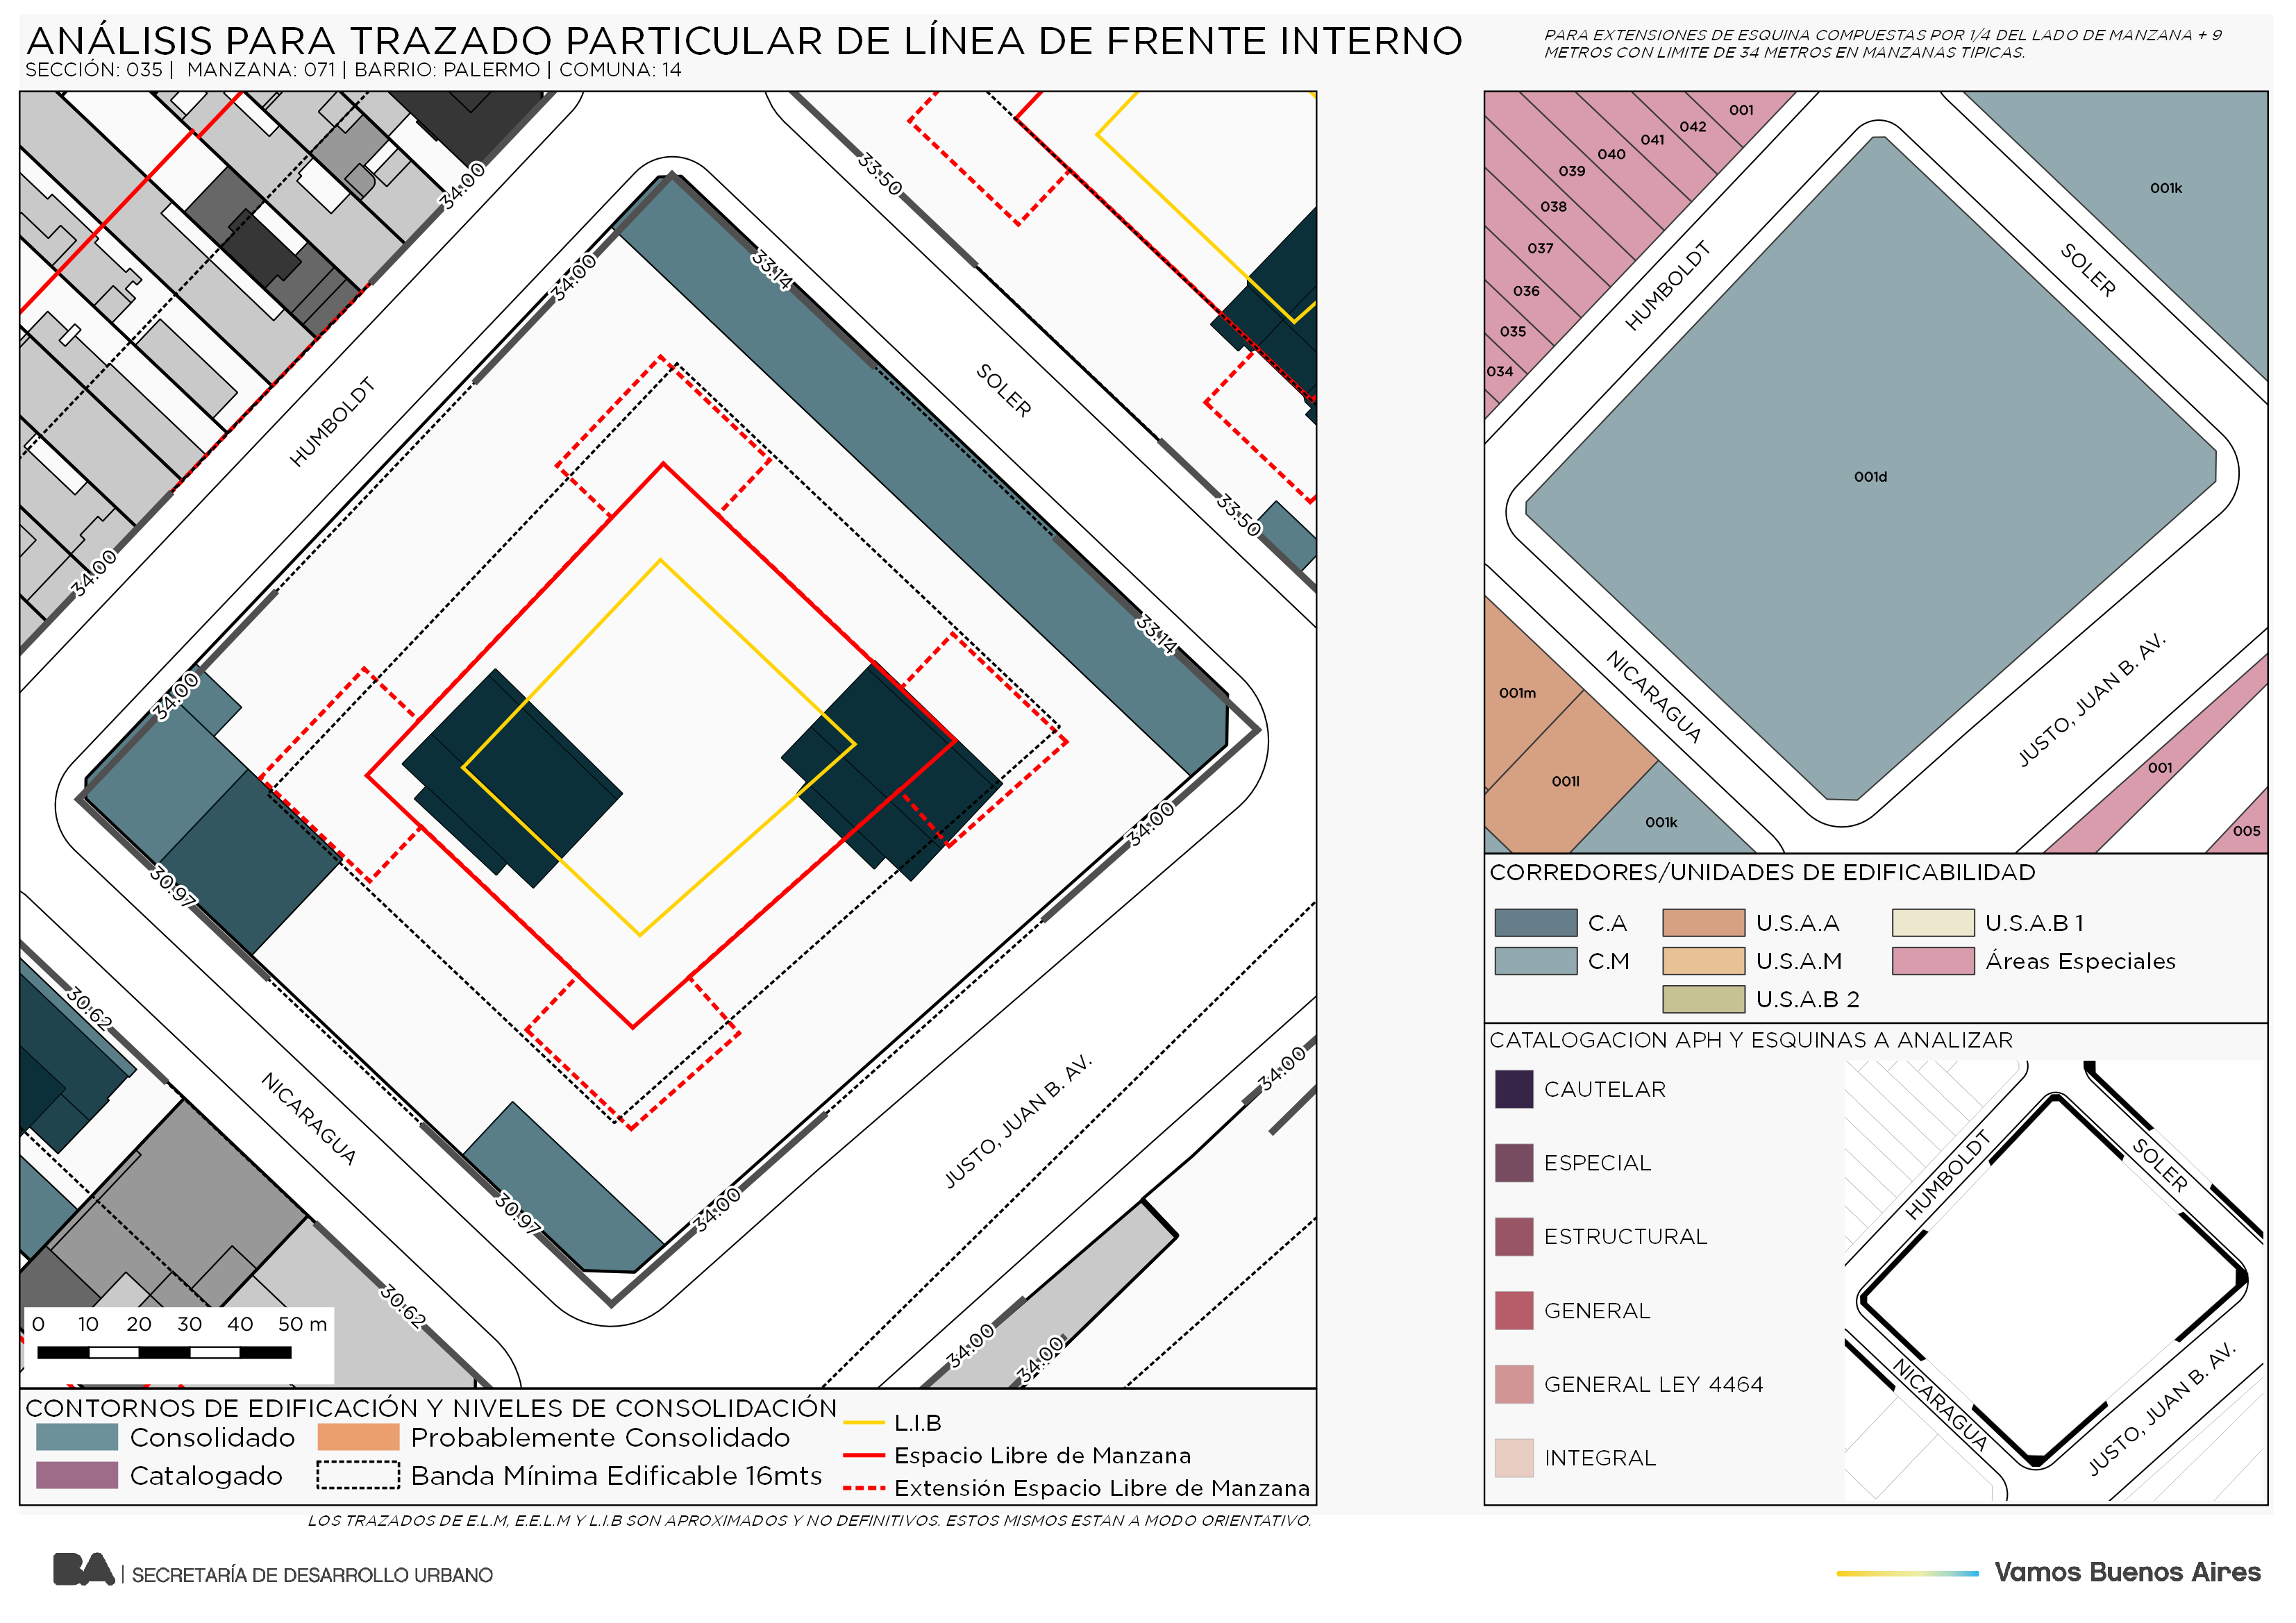 ANÁLISIS PARA TRAZADO PARTICULAR DE LÍNEA DE FRENTE INTERNO
SECCIÓN: 035 | MANZANA: 071 | BARRIO: PALERMO | COMUNA: 14
PARA EXTENSIONES DE ESQUINA COMPUESTAS POR 1/4 DEL LADO DE MANZANA + 9
METROS CON LIMITE DE 34 METROS EN MANZANAS TIPICAS.
34.00
33.50
34.00
33.14
HUMBOLDT
SOLER
33.50
34.00
33.14
34.00
34.00
30.97
30.62
NICARAGUA
JUSTO, JUAN B. AV.
34.00
30.97
34.00
30.62
34.00
34.00
0 10 20 30 40 50 m
CONTORNOS DE EDIFICACIÓN Y NIVELES DE CONSOLIDACIÓN
Consolidado
Probablemente Consolidado
Catalogado
Banda Mínima Edificable 16mts
L.I.B
Espacio Libre de Manzana
Extensión Espacio Libre de Manzana
LOS TRAZADOS DE E.L.M, E.E.L.M Y L.I.B SON APROXIMADOS Y NO DEFINITIVOS. ESTOS MISMOS ESTAN A MODO ORIENTATIVO.
001
042
041
040
039
038
037
036
035
034
001k
HUMBOLDT
SOLER
001d
NICARAGUA
JUSTO, JUAN B. AV.
001m
001l
001k
001
005
CORREDORES/UNIDADES DE EDIFICABILIDAD
C.A
U.S.A.A
U.S.A.B 1
C.M
U.S.A.M
Áreas Especiales
U.S.A.B 2
CATALOGACION APH Y ESQUINAS A ANALIZAR
CAUTELAR
ESPECIAL
ESTRUCTURAL
GENERAL
GENERAL LEY 4464
INTEGRAL
HUMBOLDT
SOLER
NICARAGUA
JUSTO, JUAN B. AV.
BA | SECRETARÍA DE DESARROLLO URBANO
Vamos Buenos Aires